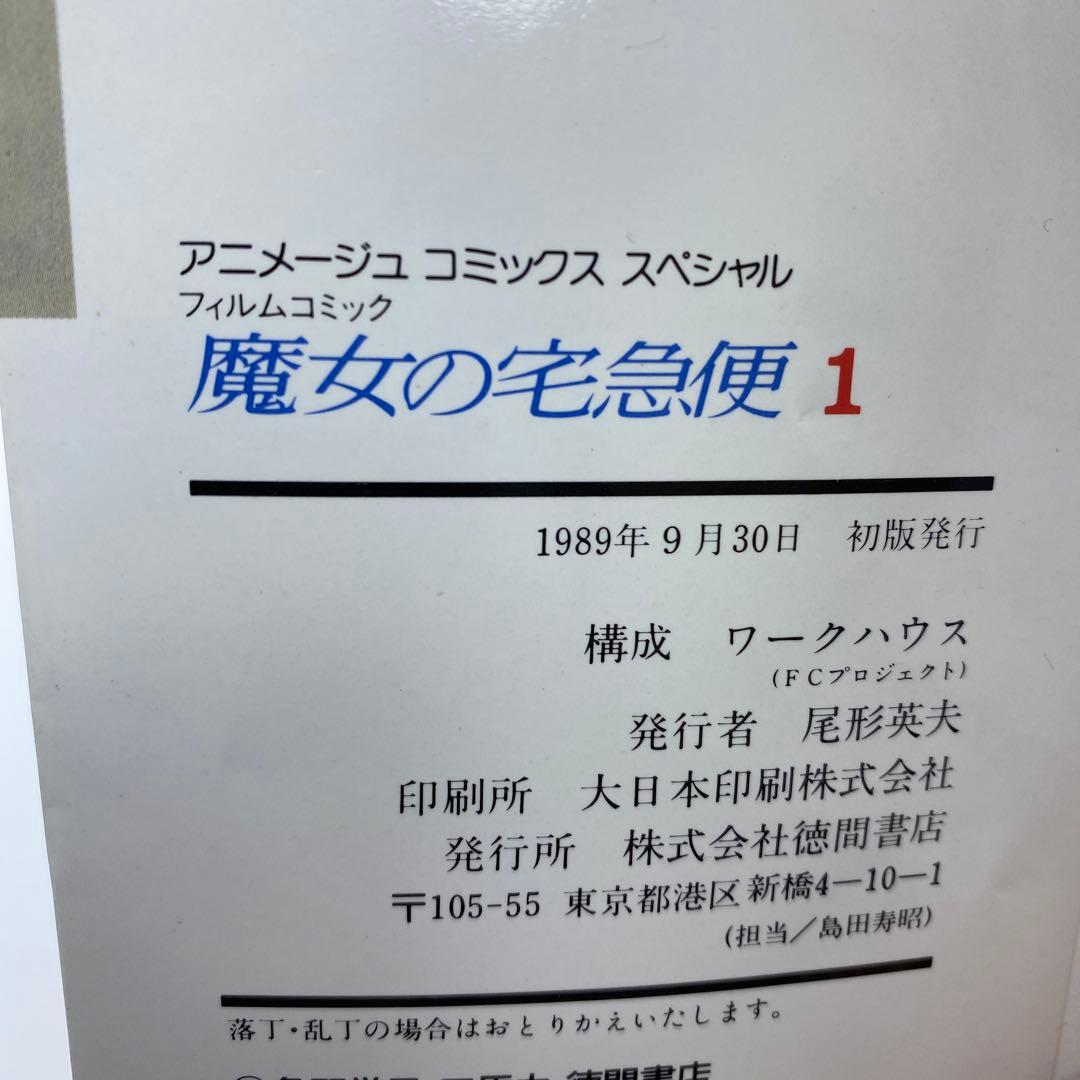 アニメージュ コミックス スペシャル
フィルムコミック
魔女の宅急便 1
1989年9月30日 初版発行
構成 ワークハウス
(FCプロジェクト)
発行者 尾形英夫
印刷所 大日本印刷株式会社
発行所 株式会社徳間書店
〒105-55 東京都港区新橋4—10—1
(担当/島田寿昭)
落丁・乱丁の場合はおとりかえいたします。
徳間書店